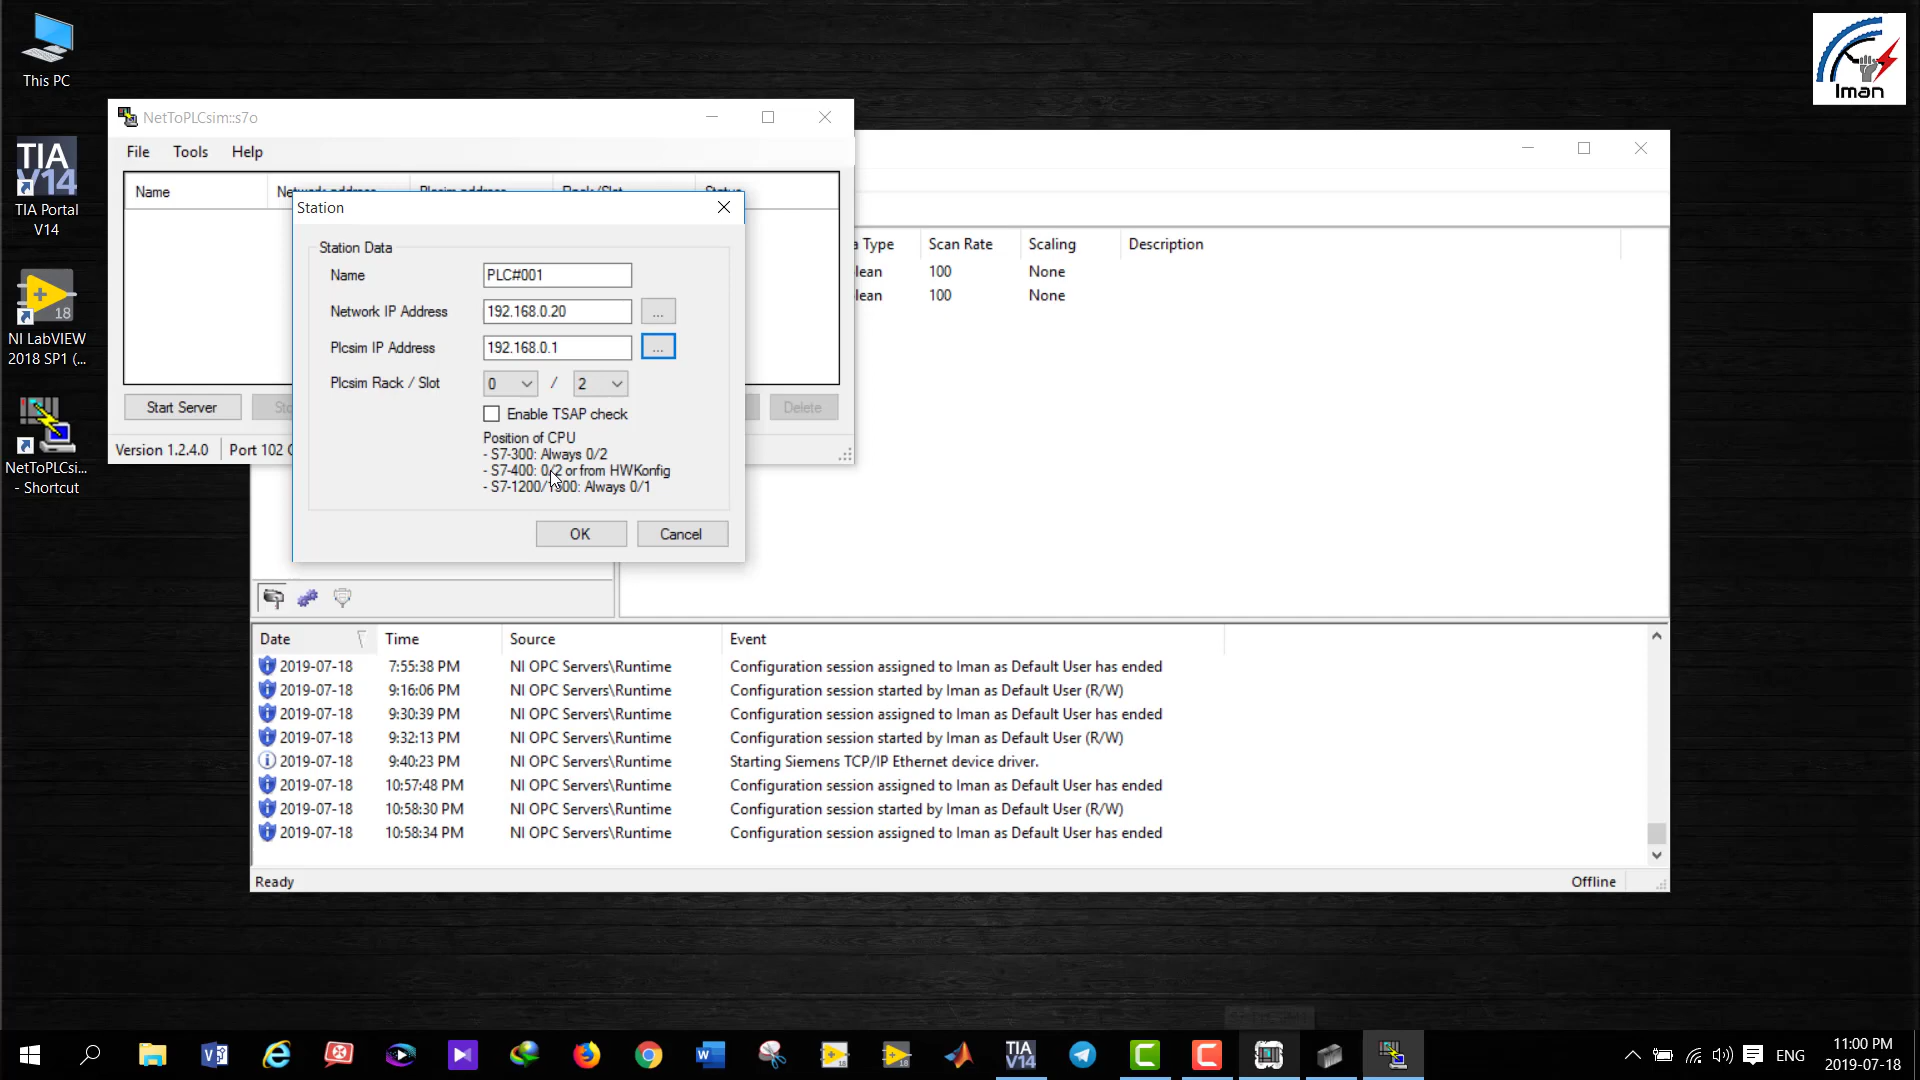 This PC
TIA
V14
TIA Portal
V14
18
NI LabVIEW
2018 SP1 (...
NetToPLCsi...
- Shortcut
Iman
NetToPLCsim::s7o
File Tools Help
Name Network address Plcsim address Rack/Slot Status
Start Server Delete
Version 1.2.4.0 Port 102
Station
Station Data
Name PLC#001
Network IP Address 192.168.0.20 ...
Plcsim IP Address 192.168.0.1 ...
Plcsim Rack / Slot 0 / 2
Enable TSAP check
Position of CPU
- S7-300: Always 0/2
- S7-400: 0/2 or from HWKonfig
- S7-1200/1500: Always 0/1
OK Cancel
a Type Scan Rate Scaling Description
lean 100 None
lean 100 None
Date Time Source Event
2019-07-18 7:55:38 PM NI OPC Servers\Runtime Configuration session assigned to Iman as Default User has ended
2019-07-18 9:16:06 PM NI OPC Servers\Runtime Configuration session started by Iman as Default User (R/W)
2019-07-18 9:30:39 PM NI OPC Servers\Runtime Configuration session assigned to Iman as Default User has ended
2019-07-18 9:32:13 PM NI OPC Servers\Runtime Configuration session started by Iman as Default User (R/W)
2019-07-18 9:40:23 PM NI OPC Servers\Runtime Starting Siemens TCP/IP Ethernet device driver.
2019-07-18 10:57:48 PM NI OPC Servers\Runtime Configuration session assigned to Iman as Default User has ended
2019-07-18 10:58:30 PM NI OPC Servers\Runtime Configuration session started by Iman as Default User (R/W)
2019-07-18 10:58:34 PM NI OPC Servers\Runtime Configuration session assigned to Iman as Default User has ended
Ready Offline
TIA
V14
ENG
11:00 PM
2019-07-18